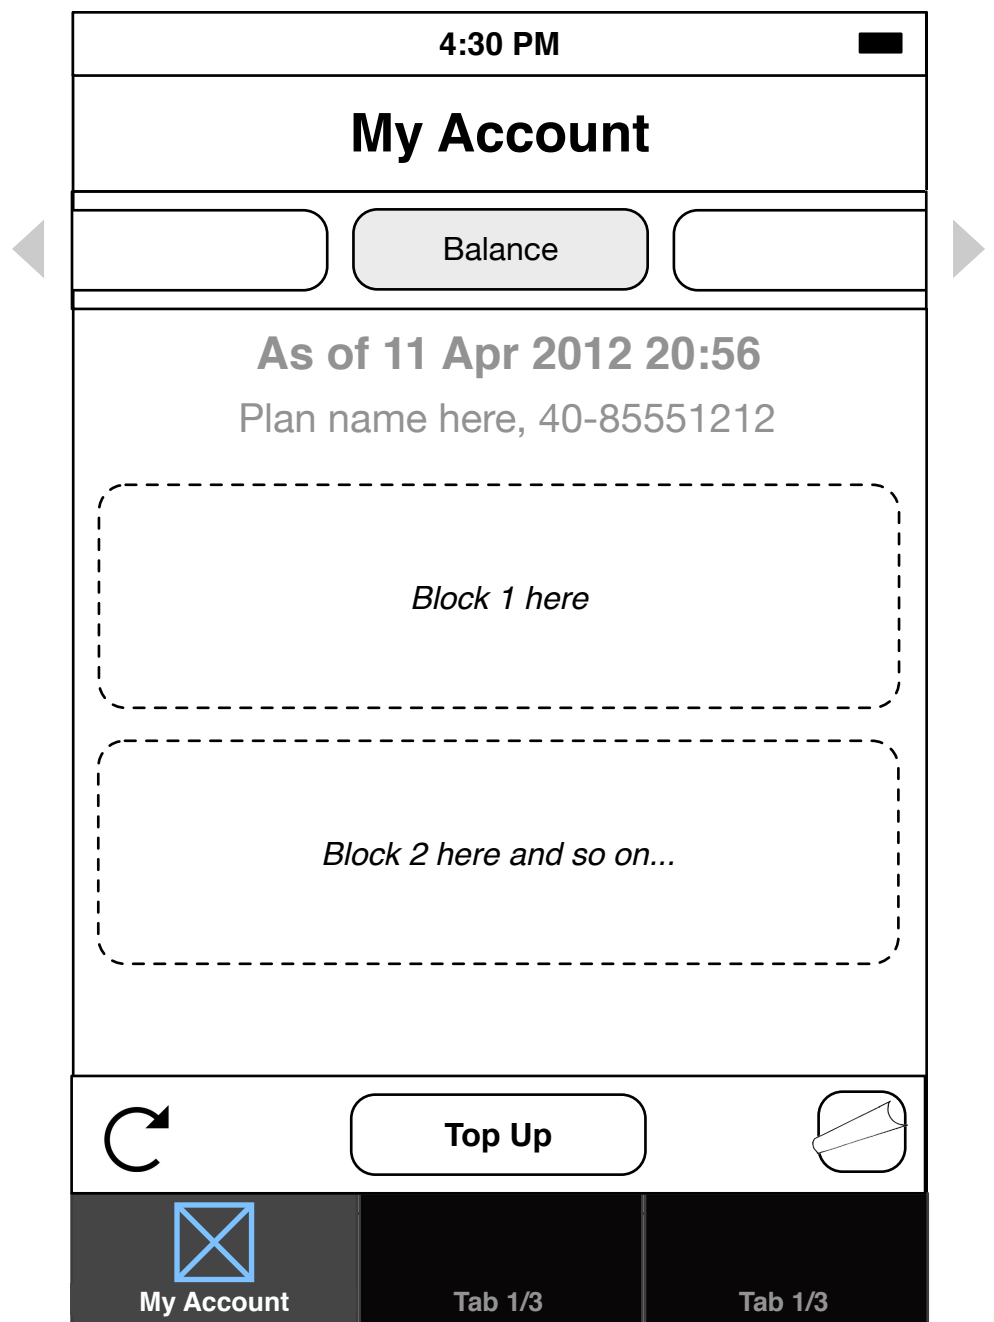 4:30 PM
My Account
Balance
As of 11 Apr 2012 20:56
Plan name here, 40-85551212
Block 1 here
Block 2 here and so on...
Top Up
My Account
Tab 1/3
Tab 1/3